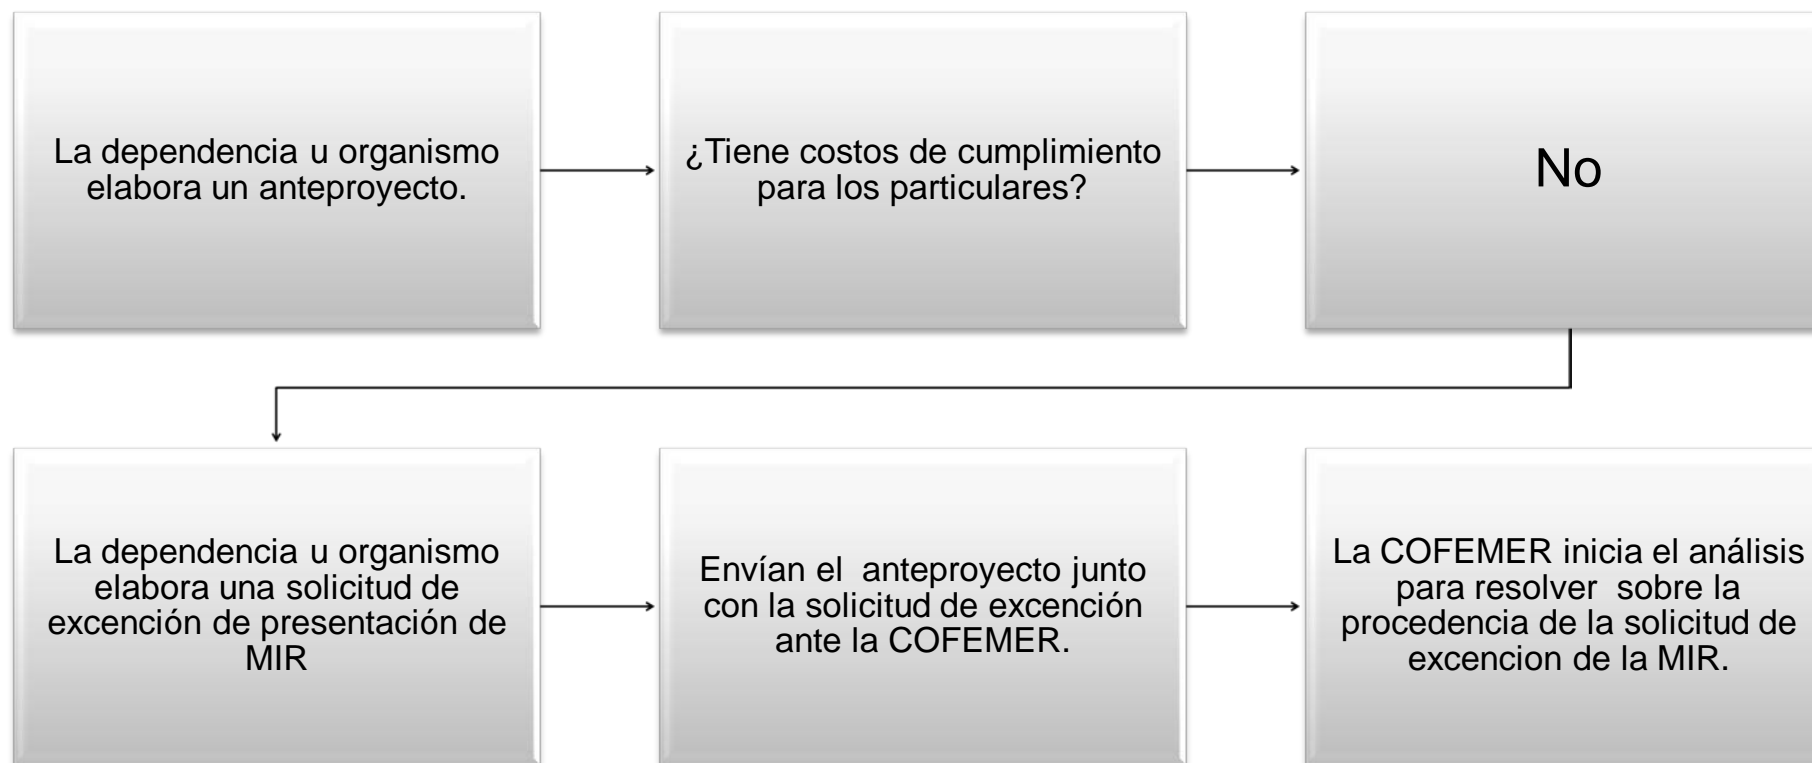 La dependencia u organismo
elabora un anteproyecto.
¿Tiene costos de cumplimiento
para los particulares?
No
La dependencia u organismo
elabora una solicitud de
excención de presentación de
MIR
Envían el  anteproyecto junto
con la solicitud de excención
ante la COFEMER.
La COFEMER inicia el análisis
para resolver  sobre la
procedencia de la solicitud de
excencion de la MIR.